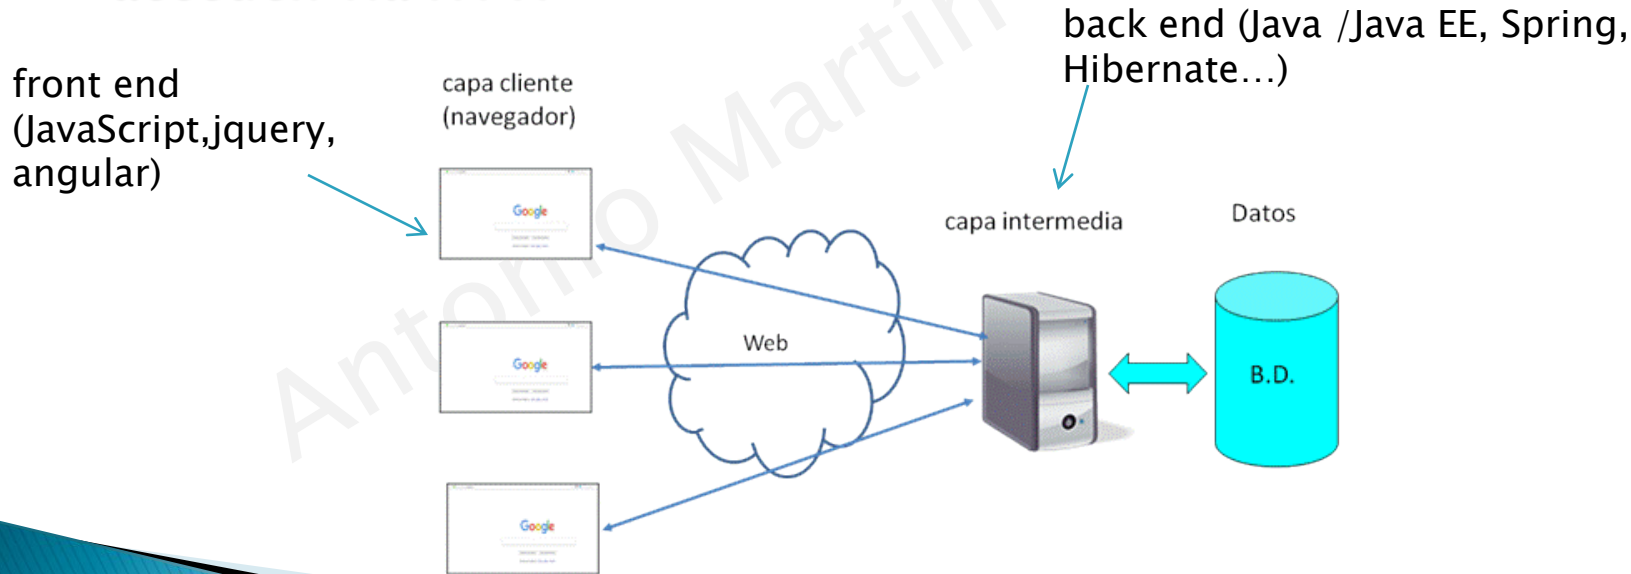 back end (Java /Java EE, Spring,
Hibernate...)
front end
(JavaScript,jquery,
angular)
capa cliente
(navegador)
capa intermedia
Datos
Google
Web
Google
B.D.
Google
Antonio Martin